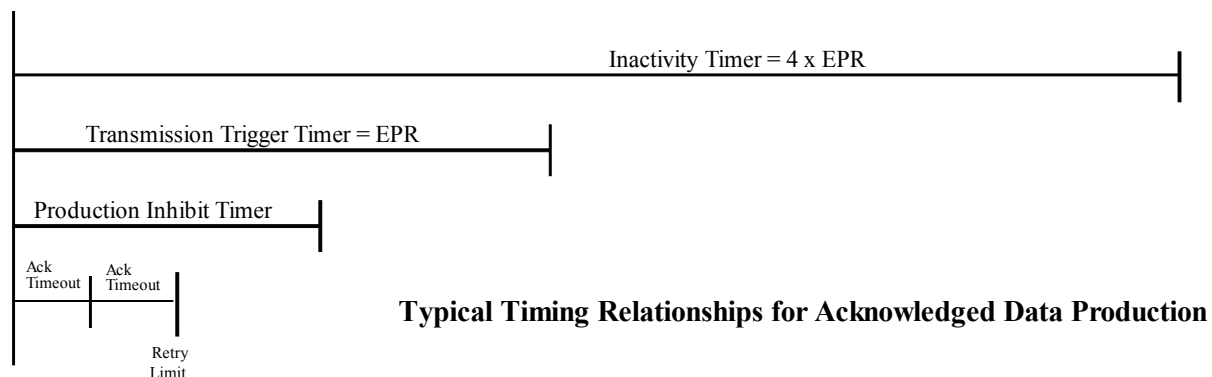 Inactivity Timer = 4 x EPR
Transmission Trigger Timer = EPR
Production Inhibit Timer
Ack
Timeout
Ack
Timeout
Typical Timing Relationships for Acknowledged Data Production
Retry
Limit